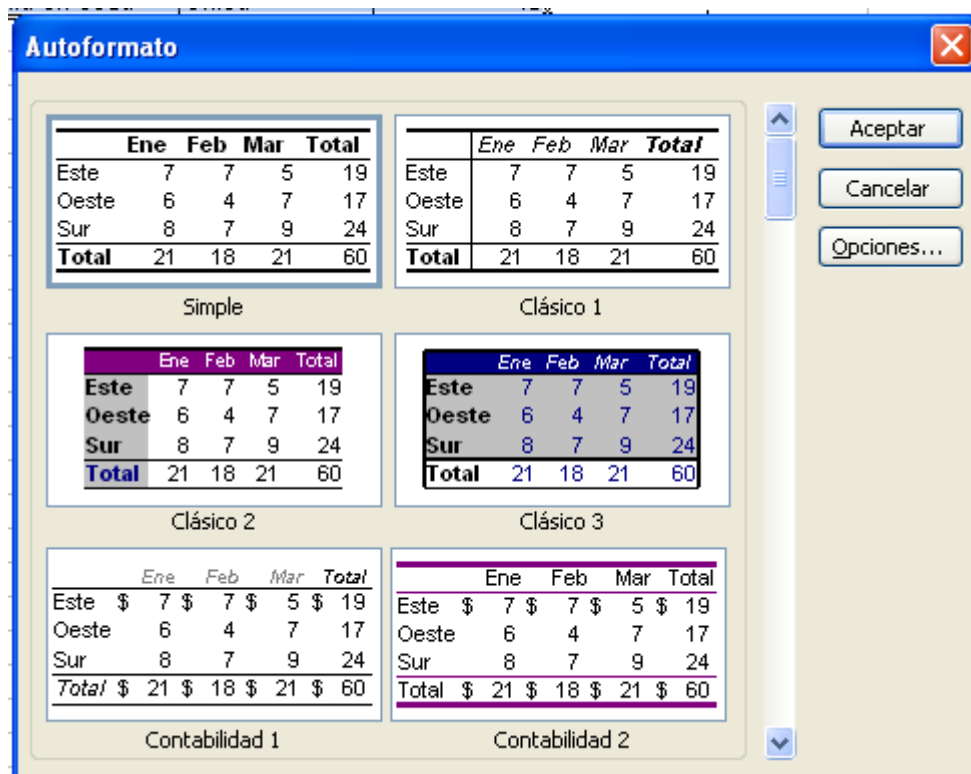 Autoformato
Ene Feb Mar Total
Este 7 7 5 19
Oeste 6 4 7 17
Sur 8 7 9 24
Total 21 18 21 60
Simple
Ene Feb Mar Total
Este 7 7 5 19
Oeste 6 4 7 17
Sur 8 7 9 24
Total 21 18 21 60
Clásico 1
Aceptar
Cancelar
Opciones...
Ene Feb Mar Total
Este 7 7 5 19
Oeste 6 4 7 17
Sur 8 7 9 24
Total 21 18 21 60
Clásico 2
Ene Feb Mar Total
Este 7 7 5 19
Oeste 6 4 7 17
Sur 8 7 9 24
Total 21 18 21 60
Clásico 3
Ene Feb Mar Total
Este $ 7 $ 7 $ 5 $ 19
Oeste 6 4 7 17
Sur 8 7 9 24
Total $ 21 $ 18 $ 21 $ 60
Contabilidad 1
Ene Feb Mar Total
Este $ 7 $ 7 $ 5 $ 19
Oeste 6 4 7 17
Sur 8 7 9 24
Total $ 21 $ 18 $ 21 $ 60
Contabilidad 2